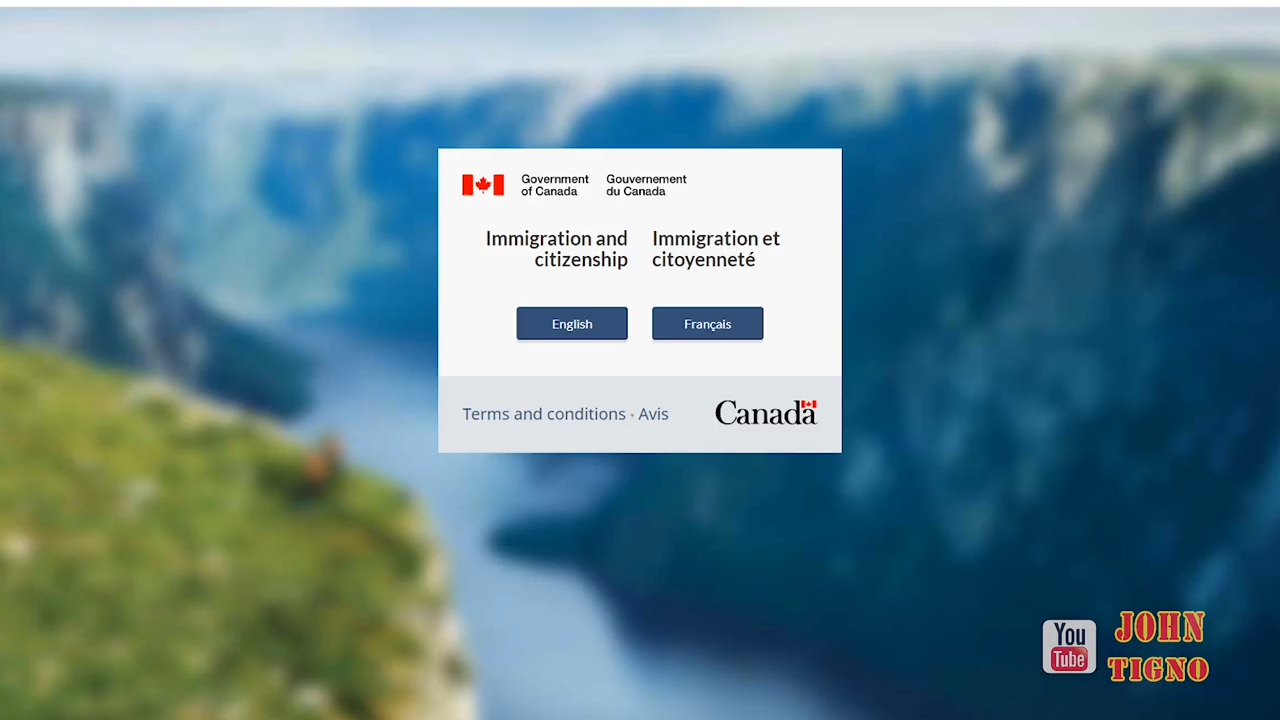 Government
of Canada
Gouvernement
du Canada
Immigration and
citizenship
Immigration et
citoyenneté
English
Français
Terms and conditions • Avis
Canada
You
Tube
JOHN
TIGNO